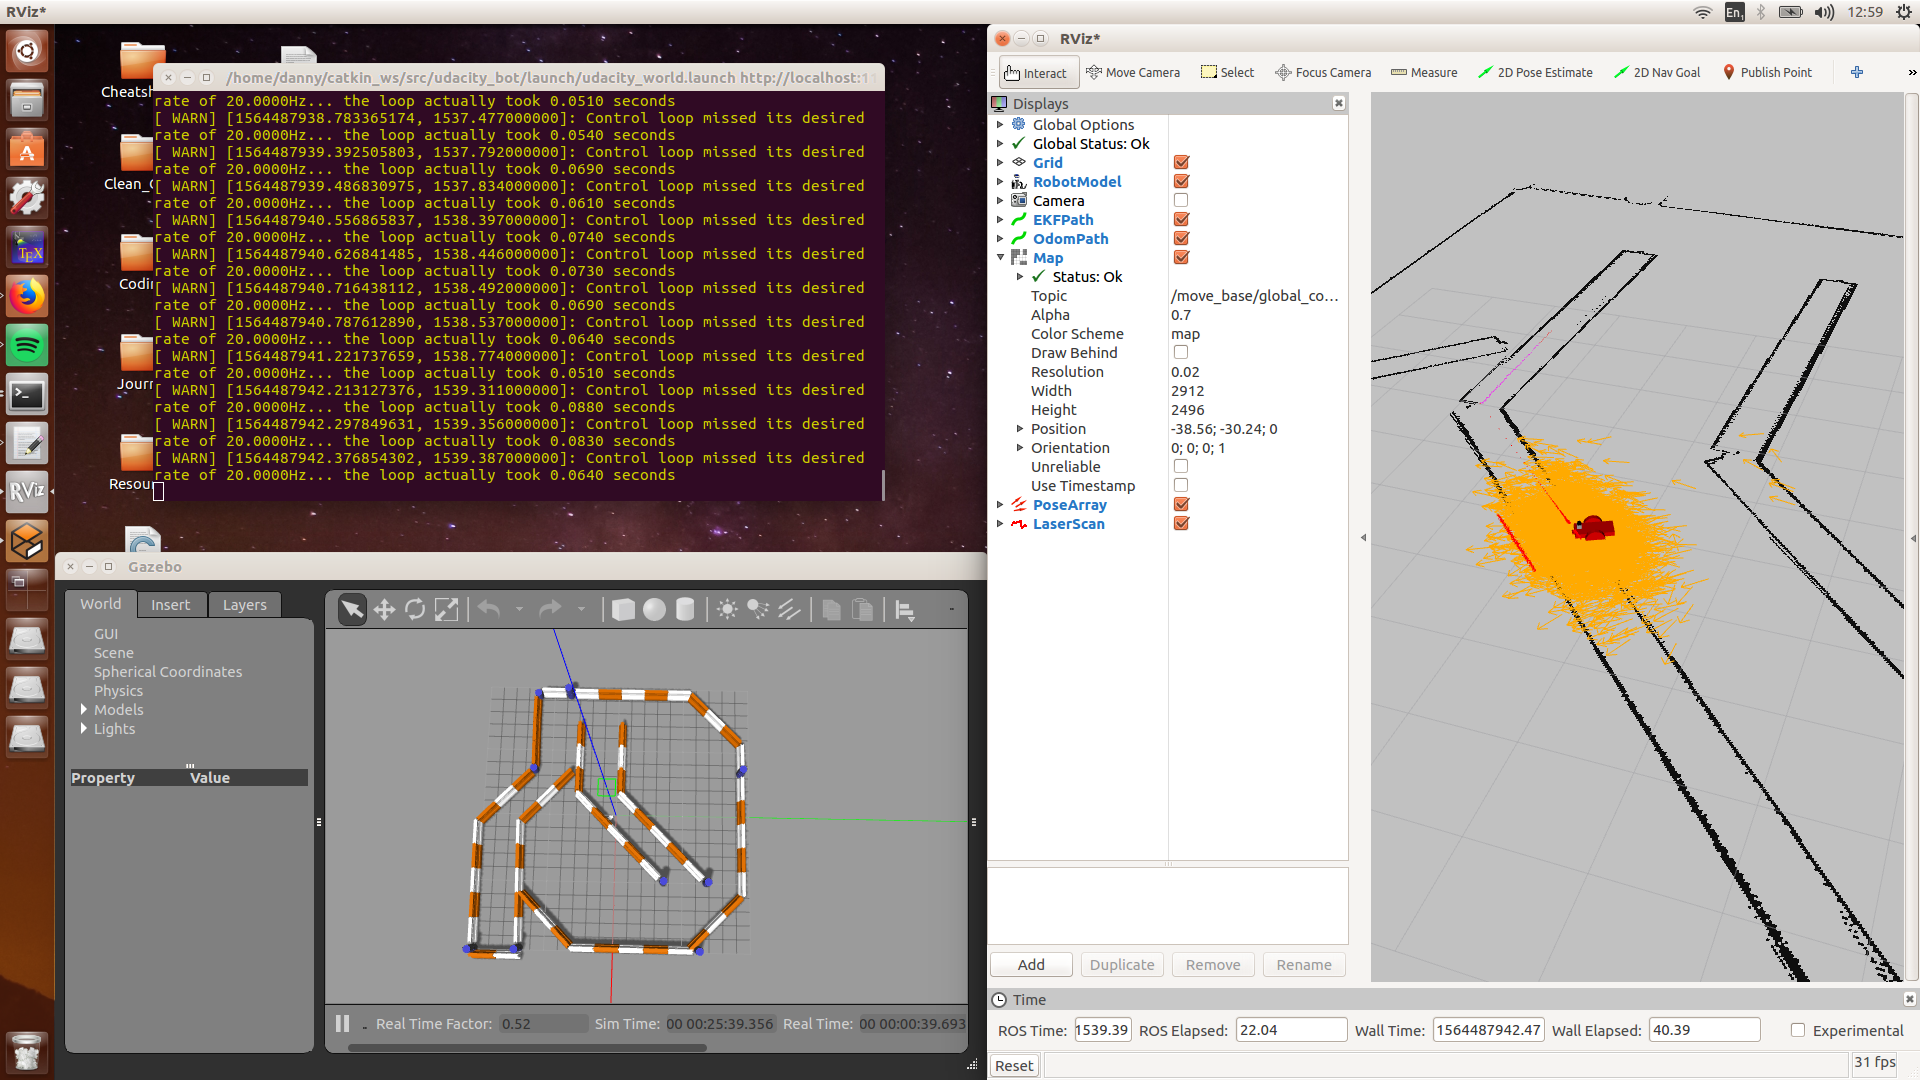 RViz*
En1
12:59
Cheatsh
Clean_C
Codin
Journ
Resou
TEX
RViz
/home/danny/catkin_ws/src/udacity_bot/launch/udacity_world.launch http://localhost:11
rate of 20.0000Hz... the loop actually took 0.0510 seconds
[ WARN] [1564487938.783365174, 1537.477000000]: Control loop missed its desired
rate of 20.0000Hz... the loop actually took 0.0540 seconds
[ WARN] [1564487939.392505803, 1537.792000000]: Control loop missed its desired
rate of 20.0000Hz... the loop actually took 0.0690 seconds
[ WARN] [1564487939.486830975, 1537.834000000]: Control loop missed its desired
rate of 20.0000Hz... the loop actually took 0.0610 seconds
[ WARN] [1564487940.556865837, 1538.397000000]: Control loop missed its desired
rate of 20.0000Hz... the loop actually took 0.0740 seconds
[ WARN] [1564487940.626841485, 1538.446000000]: Control loop missed its desired
rate of 20.0000Hz... the loop actually took 0.0730 seconds
[ WARN] [1564487940.716438112, 1538.492000000]: Control loop missed its desired
rate of 20.0000Hz... the loop actually took 0.0690 seconds
[ WARN] [1564487940.787612890, 1538.537000000]: Control loop missed its desired
rate of 20.0000Hz... the loop actually took 0.0640 seconds
[ WARN] [1564487941.221737659, 1538.774000000]: Control loop missed its desired
rate of 20.0000Hz... the loop actually took 0.0510 seconds
[ WARN] [1564487942.213127376, 1539.311000000]: Control loop missed its desired
rate of 20.0000Hz... the loop actually took 0.0880 seconds
[ WARN] [1564487942.297849631, 1539.356000000]: Control loop missed its desired
rate of 20.0000Hz... the loop actually took 0.0830 seconds
[ WARN] [1564487942.376854302, 1539.387000000]: Control loop missed its desired
rate of 20.0000Hz... the loop actually took 0.0640 seconds
Gazebo
World Insert Layers
GUI
Scene
Spherical Coordinates
Physics
Models
Lights
Property Value
Real Time Factor: 0.52 Sim Time: 00 00:25:39.356 Real Time: 00 00:00:39.693
RViz*
Interact Move Camera Select Focus Camera Measure 2D Pose Estimate 2D Nav Goal Publish Point »
Displays
Global Options
Global Status: Ok
Grid
RobotModel
Camera
EKFPath
OdomPath
Map
Status: Ok
Topic /move_base/global_co...
Alpha 0.7
Color Scheme map
Draw Behind
Resolution 0.02
Width 2912
Height 2496
Position -38.56; -30.24; 0
Orientation 0; 0; 0; 1
Unreliable
Use Timestamp
PoseArray
LaserScan
Add Duplicate Remove Rename
Time
ROS Time: 1539.39 ROS Elapsed: 22.04 Wall Time: 1564487942.47 Wall Elapsed: 40.39 Experimental
Reset 31 fps